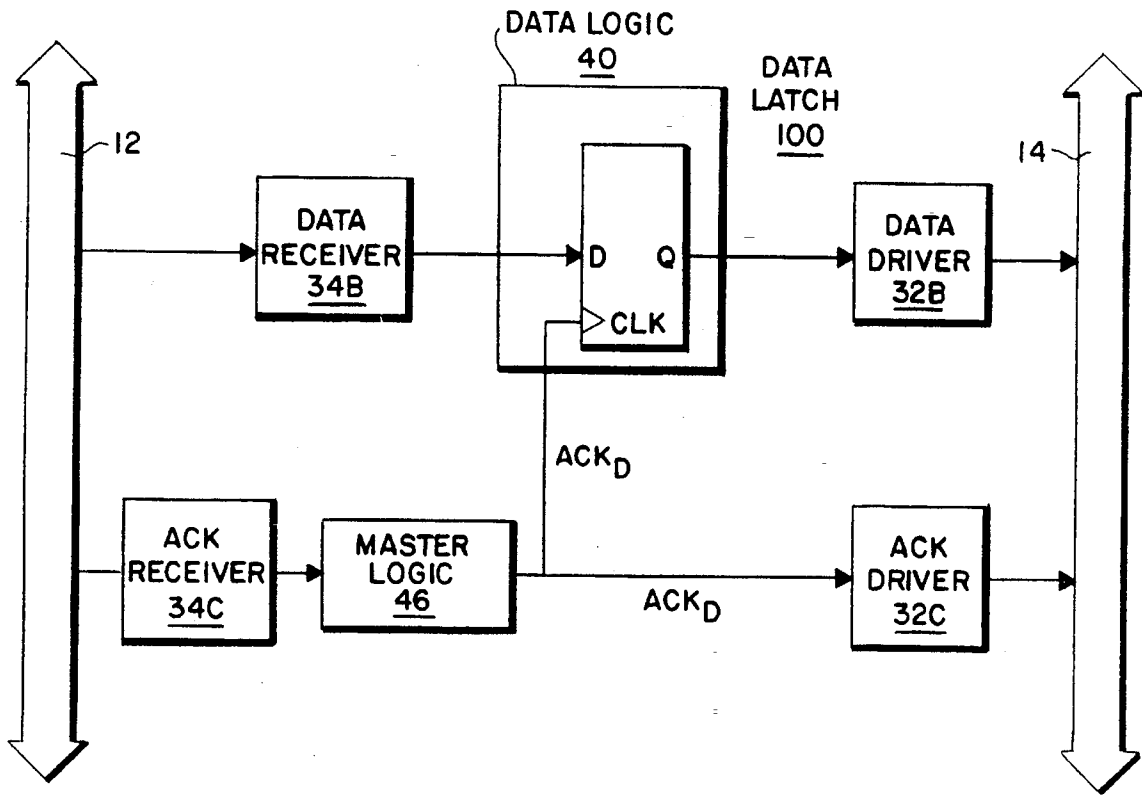 DATA LOGIC
40
DATA
LATCH
100
12
14
DATA
RECEIVER
34B
D
Q
CLK
DATA
DRIVER
32B
ACKD
ACK
RECEIVER
34C
MASTER
LOGIC
46
ACKD
ACK
DRIVER
32C